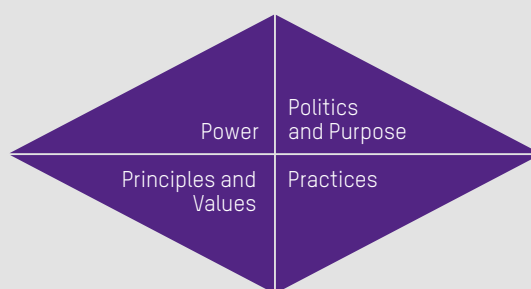 Power
Politics
and Purpose
Principles and
Values
Practices